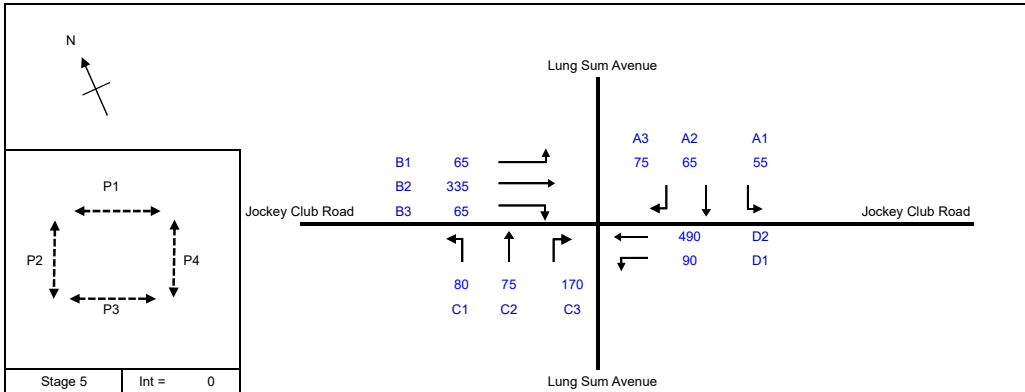 N
Lung Sum Avenue
A3 A2 A1
75 65 55
B1 65
B2 335
B3 65
P1
P2 P4
P3
Jockey Club Road
Jockey Club Road
490 D2
90 D1
80 75 170
C1 C2 C3
Stage 5 Int = 0
Lung Sum Avenue